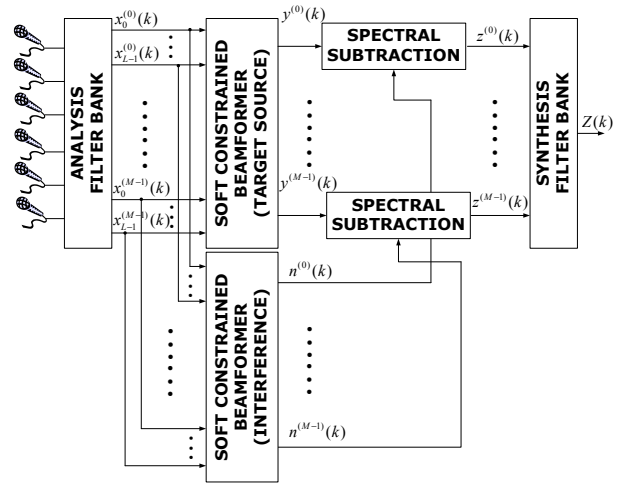 ANALYSIS
FILTER BANK
x_0^{(0)}(k)
x_{L-1}^{(0)}(k)
x_0^{(M-1)}(k)
x_{L-1}^{(M-1)}(k)
SOFT CONSTRAINED
BEAMFORMER
(TARGET SOURCE)
SOFT CONSTRAINED
BEAMFORMER
(INTERFERENCE)
y^{(0)}(k)
y^{(M-1)}(k)
n^{(0)}(k)
n^{(M-1)}(k)
SPECTRAL
SUBTRACTION
SPECTRAL
SUBTRACTION
z^{(0)}(k)
z^{(M-1)}(k)
SYNTHESIS
FILTER BANK
Z(k)